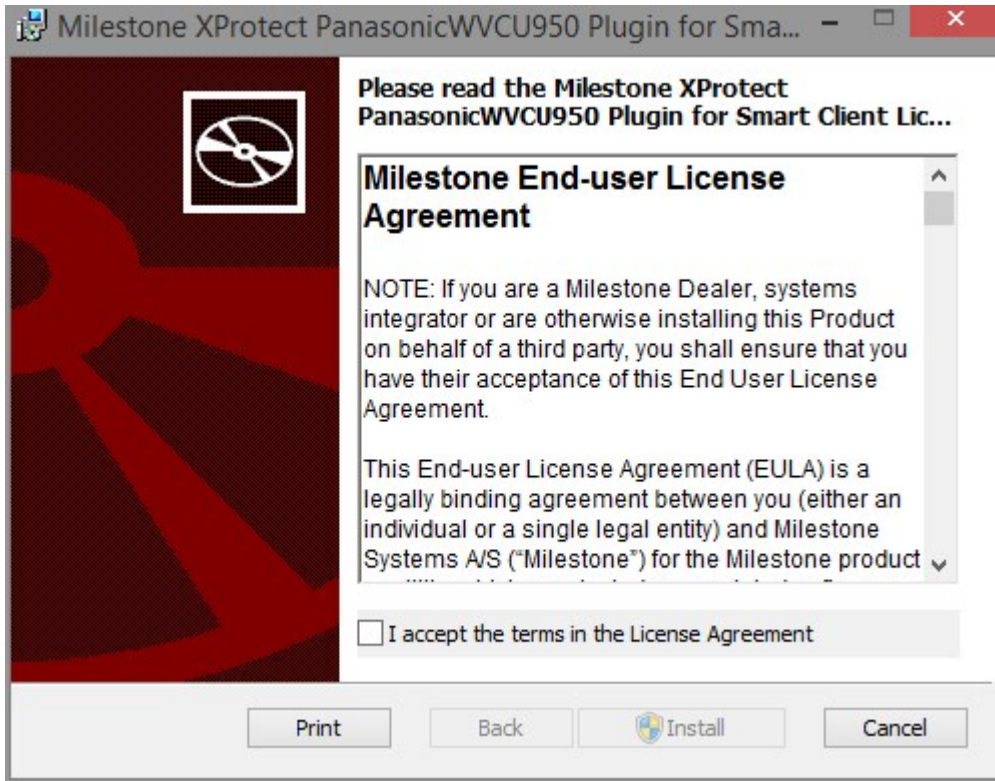 Milestone XProtect PanasonicWVCU950 Plugin for Sma...
Please read the Milestone XProtect
PanasonicWVCU950 Plugin for Smart Client Lic...
Milestone End-user License
Agreement
NOTE: If you are a Milestone Dealer, systems
integrator or are otherwise installing this Product
on behalf of a third party, you shall ensure that you
have their acceptance of this End User License
Agreement.
This End-user License Agreement (EULA) is a
legally binding agreement between you (either an
individual or a single legal entity) and Milestone
Systems A/S (“Milestone”) for the Milestone product
I accept the terms in the License Agreement
Print
Back
Install
Cancel